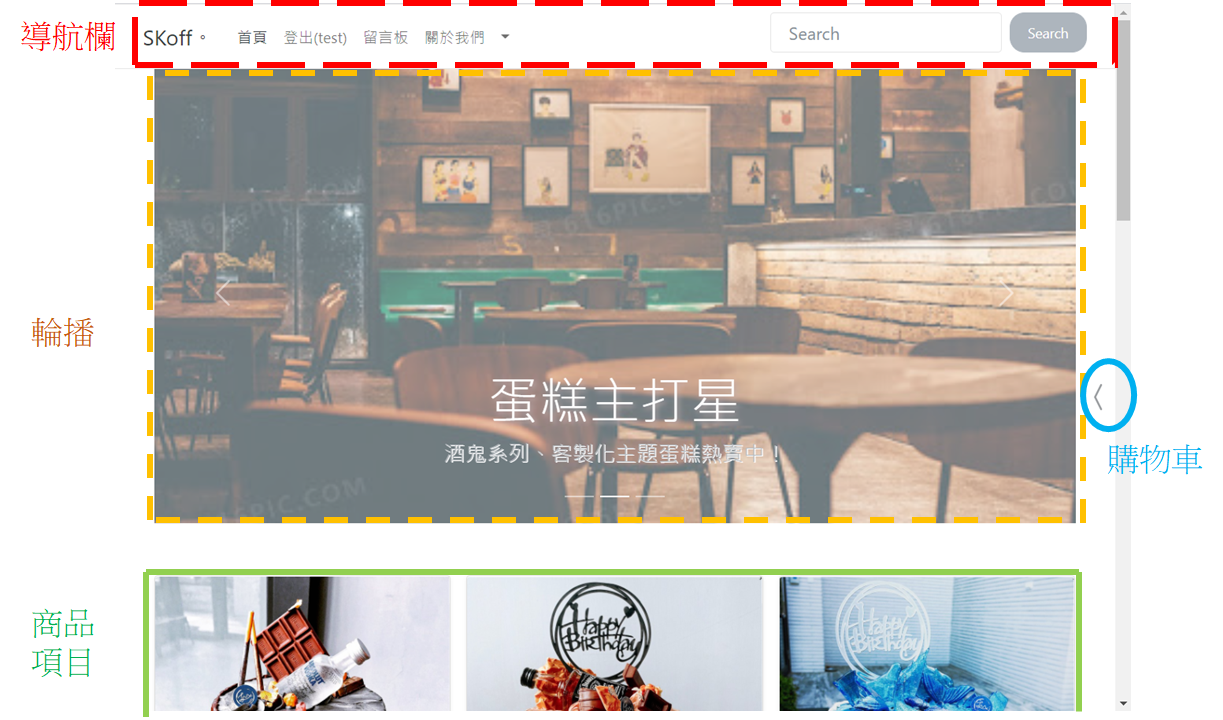 導航欄
SKoff。 首頁 登出(test) 留言板 關於我們
Search Search
輪播
蛋糕主打星
酒鬼系列、客製化主題蛋糕熱賣中！
購物車
商品
項目
Happy
Birthday
Happy
Birthday